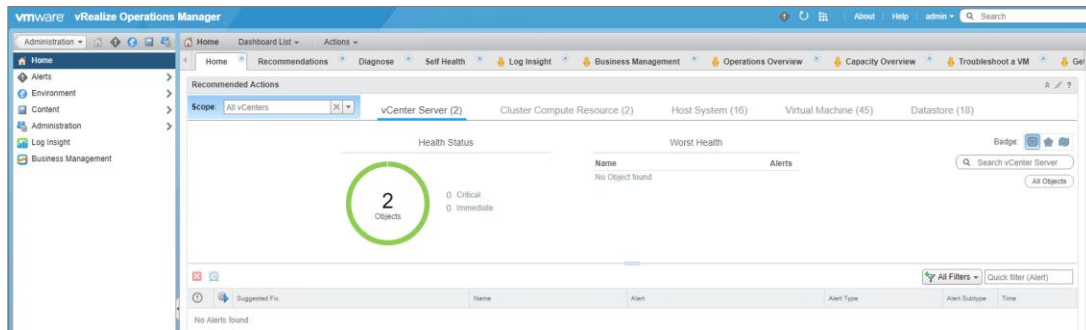 vmware vRealize Operations Manager
About Help admin Search
Administration
Home Dashboard List Actions
Home
Alerts
Environment
Content
Administration
Log Insight
Business Management
Home Recommendations Diagnose Self Health Log Insight Business Management Operations Overview Capacity Overview Troubleshoot a VM Get
Recommended Actions
Scope: All vCenters
vCenter Server (2) Cluster Compute Resource (2) Host System (16) Virtual Machine (45) Datastore (18)
Health Status
2
Objects
0 Critical
0 Immediate
Worst Health
Name Alerts
No Object found
Badge:
Search vCenter Server
All Objects
All Filters Quick filter (Alert)
Suggested Fix Name Alert Alert Type Alert Subtype Time
No Alerts found